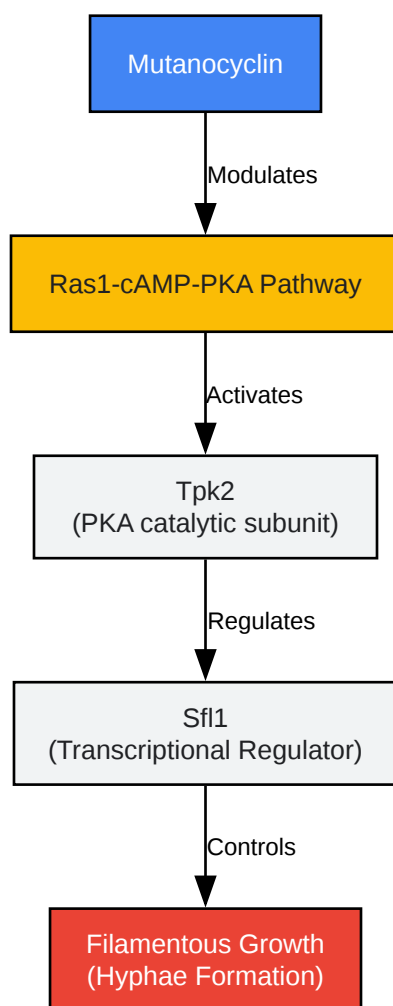 Mutanocyclin
Modulates
Ras1-cAMP-PKA Pathway
Activates
Tpk2
(PKA catalytic subunit)
Regulates
Sfl1
(Transcriptional Regulator)
Controls
Filamentous Growth
(Hyphae Formation)